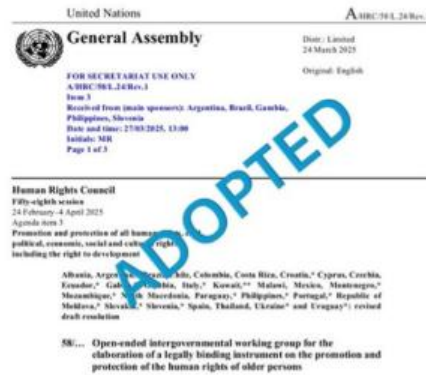 United Nations
A/HRC/58/L.24/Rev.
General Assembly
Distr.: Limited
24 March 2025
Original: English
FOR SECRETARIAT USE ONLY
A/HRC/58/L.24/Rev.1
Item 3
Received from (main sponsors): Argentina, Brazil, Gambia,
Philippines, Slovenia
Date and time: 27/03/2025, 13:00
Initials: MR
Page 1 of 3
ADOPTED
Human Rights Council
Fifty-eighth session
24 February–4 April 2025
Agenda item 3
Promotion and protection of all human
political, economic, social and cultural rights,
including the right to development
Albania, Chile, Colombia, Costa Rica, Croatia,* Cyprus, Czechia,
Ecuador,* Italy,* Kuwait,** Malawi, Mexico, Montenegro,*
Mozambique,* North Macedonia, Paraguay,* Philippines,* Portugal,* Republic of
Moldova,* Slovakia,* Slovenia,* Spain, Thailand, Ukraine* and Uruguay*: revised
draft resolution
58/... Open-ended intergovernmental working group for the
elaboration of a legally binding instrument on the promotion and
protection of the human rights of older persons